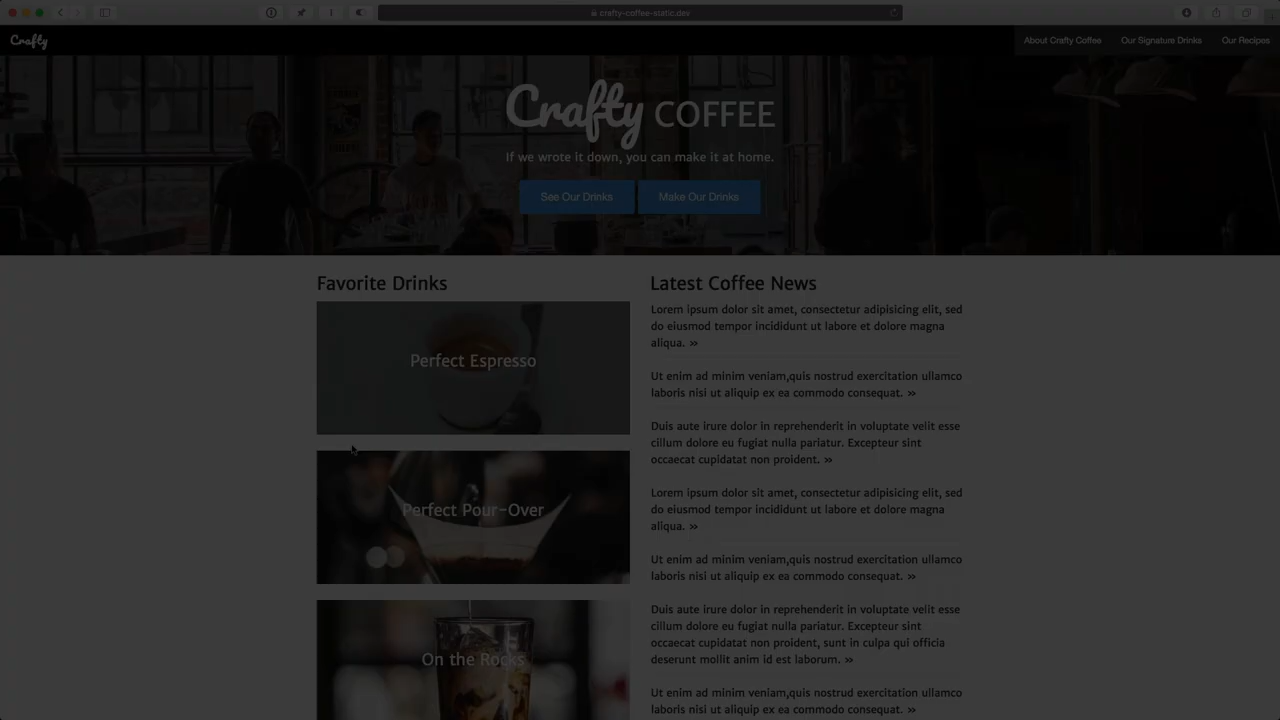 crafty-coffee-static.dev
Crafty
About Crafty Coffee
Our Signature Drinks
Our Recipes
Crafty COFFEE
If we wrote it down, you can make it at home.
See Our Drinks
Make Our Drinks
Favorite Drinks
Perfect Espresso
Perfect Pour-Over
On the Rocks
Latest Coffee News
Lorem ipsum dolor sit amet, consectetur adipisicing elit, sed
do eiusmod tempor incididunt ut labore et dolore magna
aliqua. »
Ut enim ad minim veniam,quis nostrud exercitation ullamco
laboris nisi ut aliquip ex ea commodo consequat. »
Duis aute irure dolor in reprehenderit in voluptate velit esse
cillum dolore eu fugiat nulla pariatur. Excepteur sint
occaecat cupidatat non proident. »
Lorem ipsum dolor sit amet, consectetur adipisicing elit, sed
do eiusmod tempor incididunt ut labore et dolore magna
aliqua. »
Ut enim ad minim veniam,quis nostrud exercitation ullamco
laboris nisi ut aliquip ex ea commodo consequat. »
Duis aute irure dolor in reprehenderit in voluptate velit esse
cillum dolore eu fugiat nulla pariatur. Excepteur sint
occaecat cupidatat non proident, sunt in culpa qui officia
deserunt mollit anim id est laborum. »
Ut enim ad minim veniam,quis nostrud exercitation ullamco
laboris nisi ut aliquip ex ea commodo consequat. »